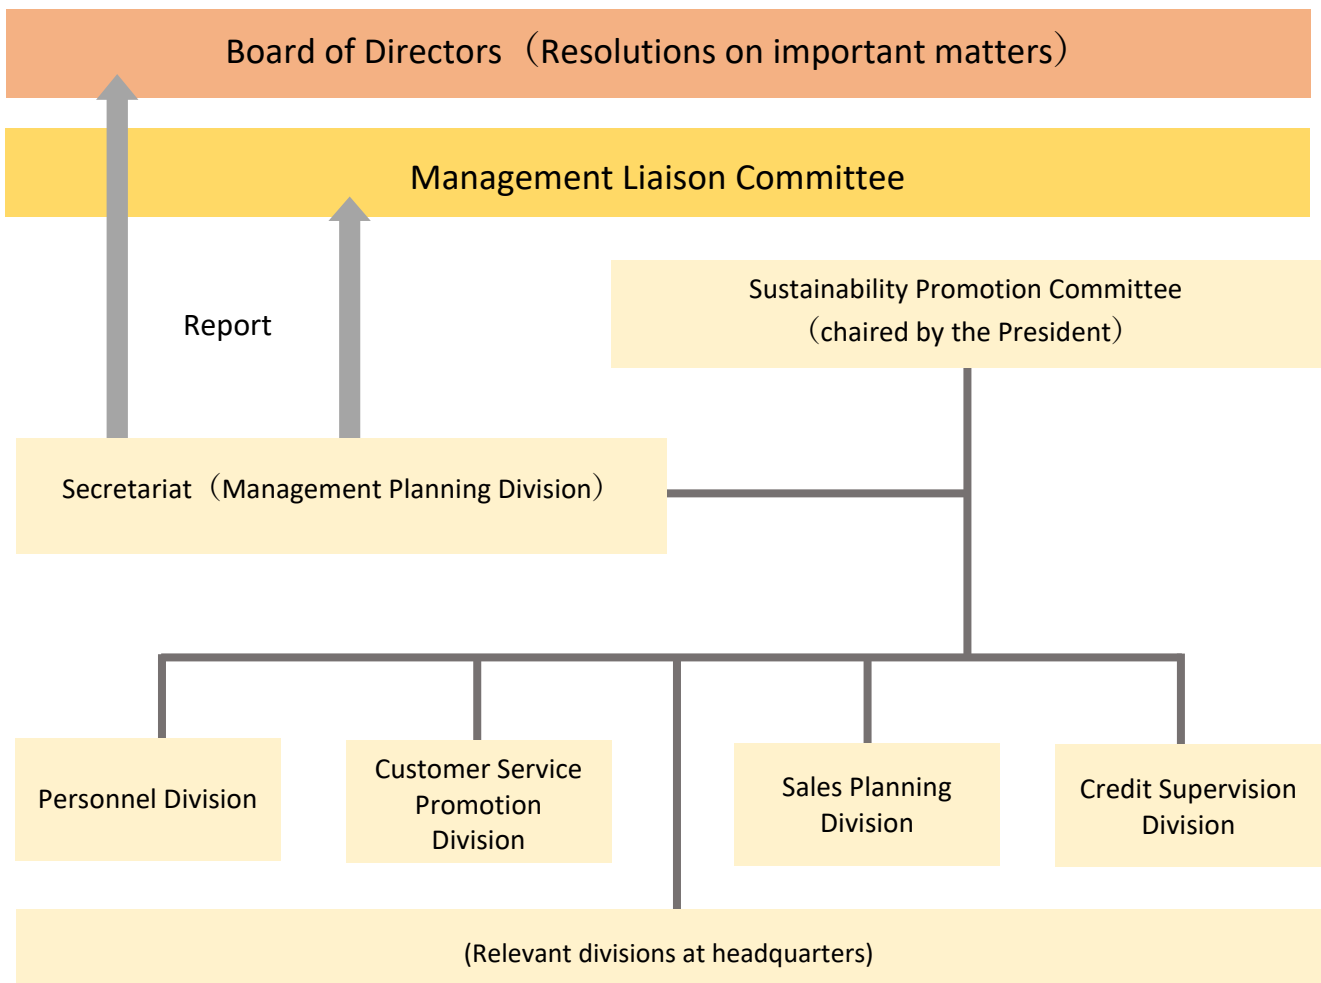 Board of Directors（Resolutions on important matters）
Management Liaison Committee
Sustainability Promotion Committee
（chaired by the President）
Report
Secretariat（Management Planning Division）
Personnel Division
Customer Service
Promotion
Division
Sales Planning
Division
Credit Supervision
Division
(Relevant divisions at headquarters)